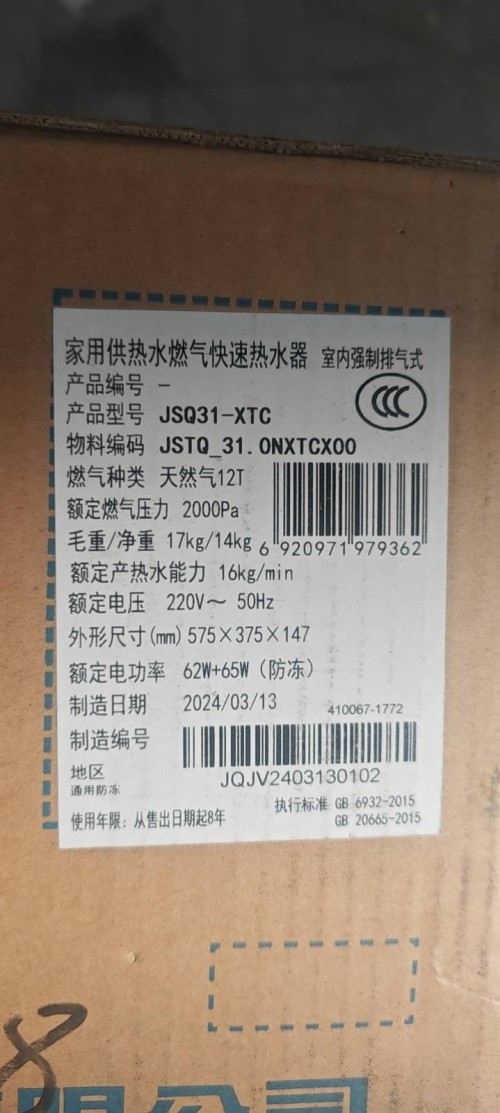 家用供热水燃气快速热水器 室内强制排气式
产品编号 -
产品型号 JSQ31-XTC
物料编码 JSTQ_31.0NXTCX00
燃气种类 天然气12T
额定燃气压力 2000Pa
毛重/净重 17kg/14kg
6 920971 979362
额定产热水能力 16kg/min
额定电压 220V~ 50Hz
外形尺寸(mm) 575×375×147
额定电功率 62W+65W（防冻）
制造日期 2024/03/13
410067-1772
制造编号
JQJV2403130102
地区
通用防冻
执行标准 GB 6932-2015
GB 20665-2015
使用年限：从售出日期起8年
8
限公司